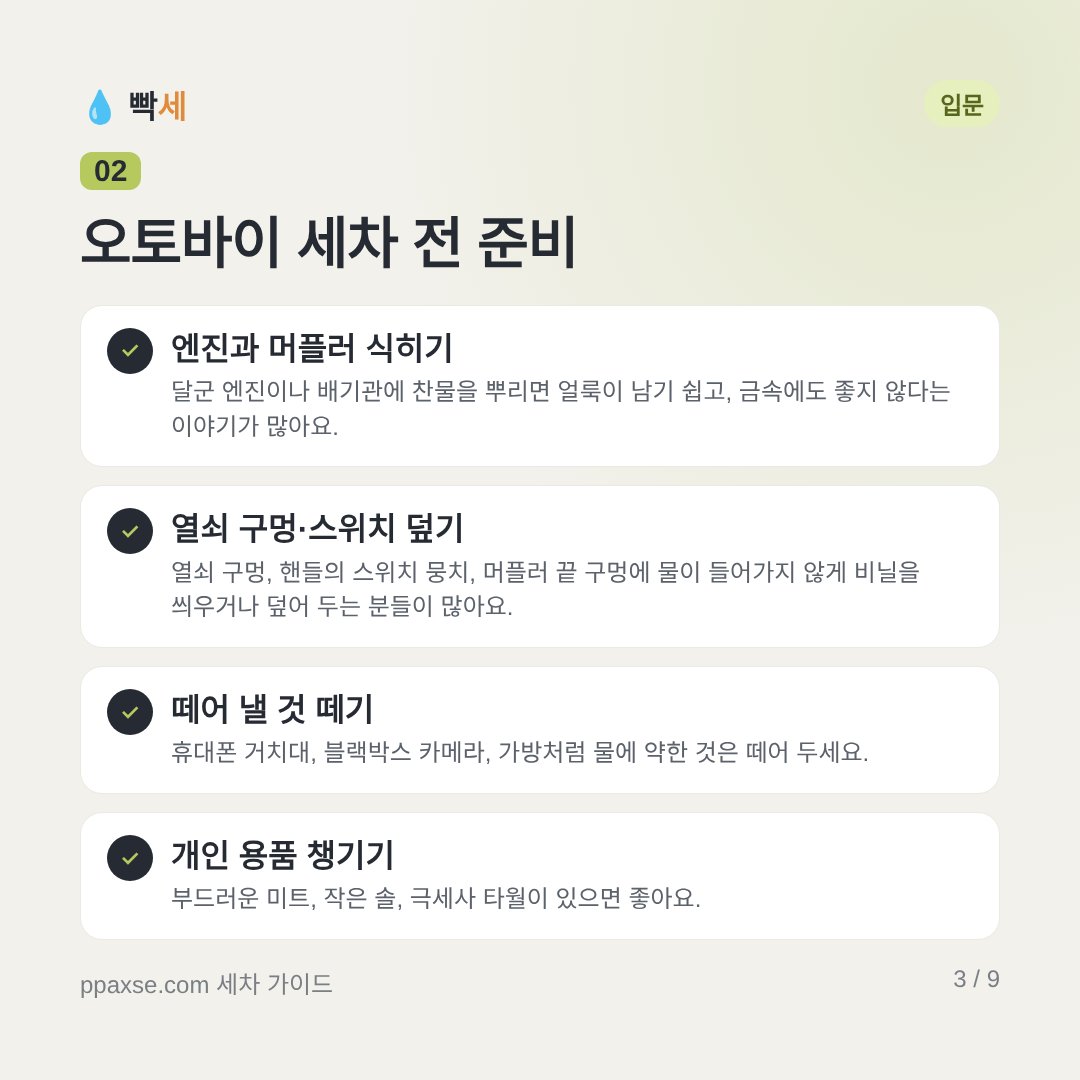 빡세
입문
02
오토바이 세차 전 준비
엔진과 머플러 식히기
달군 엔진이나 배기관에 찬물을 뿌리면 얼룩이 남기 쉽고, 금속에도 좋지 않다는
이야기가 많아요.
열쇠 구멍·스위치 덮기
열쇠 구멍, 핸들의 스위치 뭉치, 머플러 끝 구멍에 물이 들어가지 않게 비닐을
씌우거나 덮어 두는 분들이 많아요.
떼어 낼 것 떼기
휴대폰 거치대, 블랙박스 카메라, 가방처럼 물에 약한 것은 떼어 두세요.
개인 용품 챙기기
부드러운 미트, 작은 솔, 극세사 타월이 있으면 좋아요.
ppaxse.com 세차 가이드
3 / 9